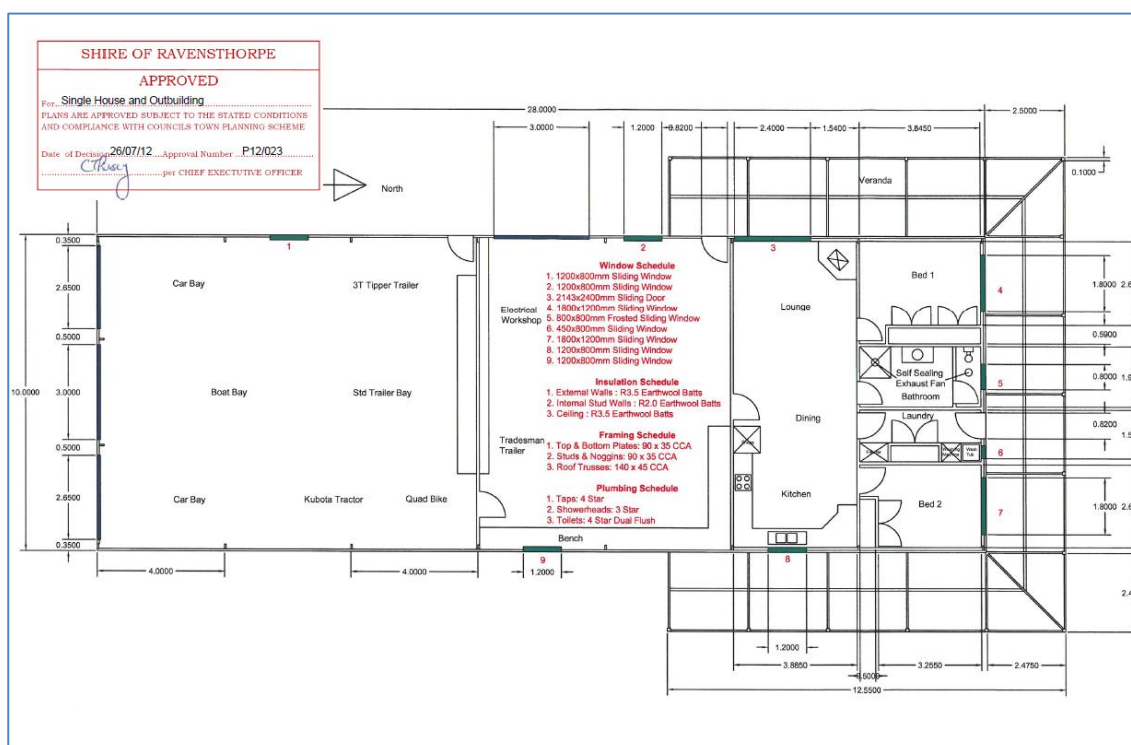 SHIRE OF RAVENSTHORPE
APPROVED
For Single House and Outbuilding
PLANS ARE APPROVED SUBJECT TO THE STATED CONDITIONS
AND COMPLIANCE WITH COUNCILS TOWN PLANNING SCHEME
Date of Decision 26/07/12 Approval Number P12/023
per CHIEF EXECTUTIVE OFFICER
North
28.0000
2.5000
3.0000
1.2000
0.8200
2.4000
1.5400
3.8450
0.1000
Veranda
1
2
3
0.3500
2.6500
0.5000
3.0000
0.5000
2.6500
0.3500
10.0000
Car Bay
3T Tipper Trailer
Boat Bay
Std Trailer Bay
Car Bay
Kubota Tractor
Quad Bike
Electrical
Workshop
Tradesman
Trailer
Bench
Window Schedule
1. 1200x800mm Sliding Window
2. 1200x800mm Sliding Window
3. 2143x2400mm Sliding Door
4. 1800x1200mm Sliding Window
5. 800x800mm Frosted Sliding Window
6. 450x800mm Sliding Window
7. 1800x1200mm Sliding Window
8. 1200x800mm Sliding Window
9. 1200x800mm Sliding Window
Insulation Schedule
1. External Walls : R3.5 Earthwool Batts
2. Internal Stud Walls : R2.0 Earthwool Batts
3. Ceiling : R3.5 Earthwool Batts
Framing Schedule
1. Top & Bottom Plates: 90 x 35 CCA
2. Studs & Noggins: 90 x 35 CCA
3. Roof Trusses: 140 x 45 CCA
Plumbing Schedule
1. Taps: 4 Star
2. Showerheads: 3 Star
3. Toilets: 4 Star Dual Flush
Lounge
Dining
Kitchen
Bed 1
Self Sealing
Exhaust Fan
Bathroom
Laundry
Wash
Tub
Bed 2
4
5
6
7
1.8000
0.5900
0.8000
0.8200
1.8000
4.0000
4.0000
9
1.2000
8
1.2000
3.8850
3.2550
2.4750
12.5500